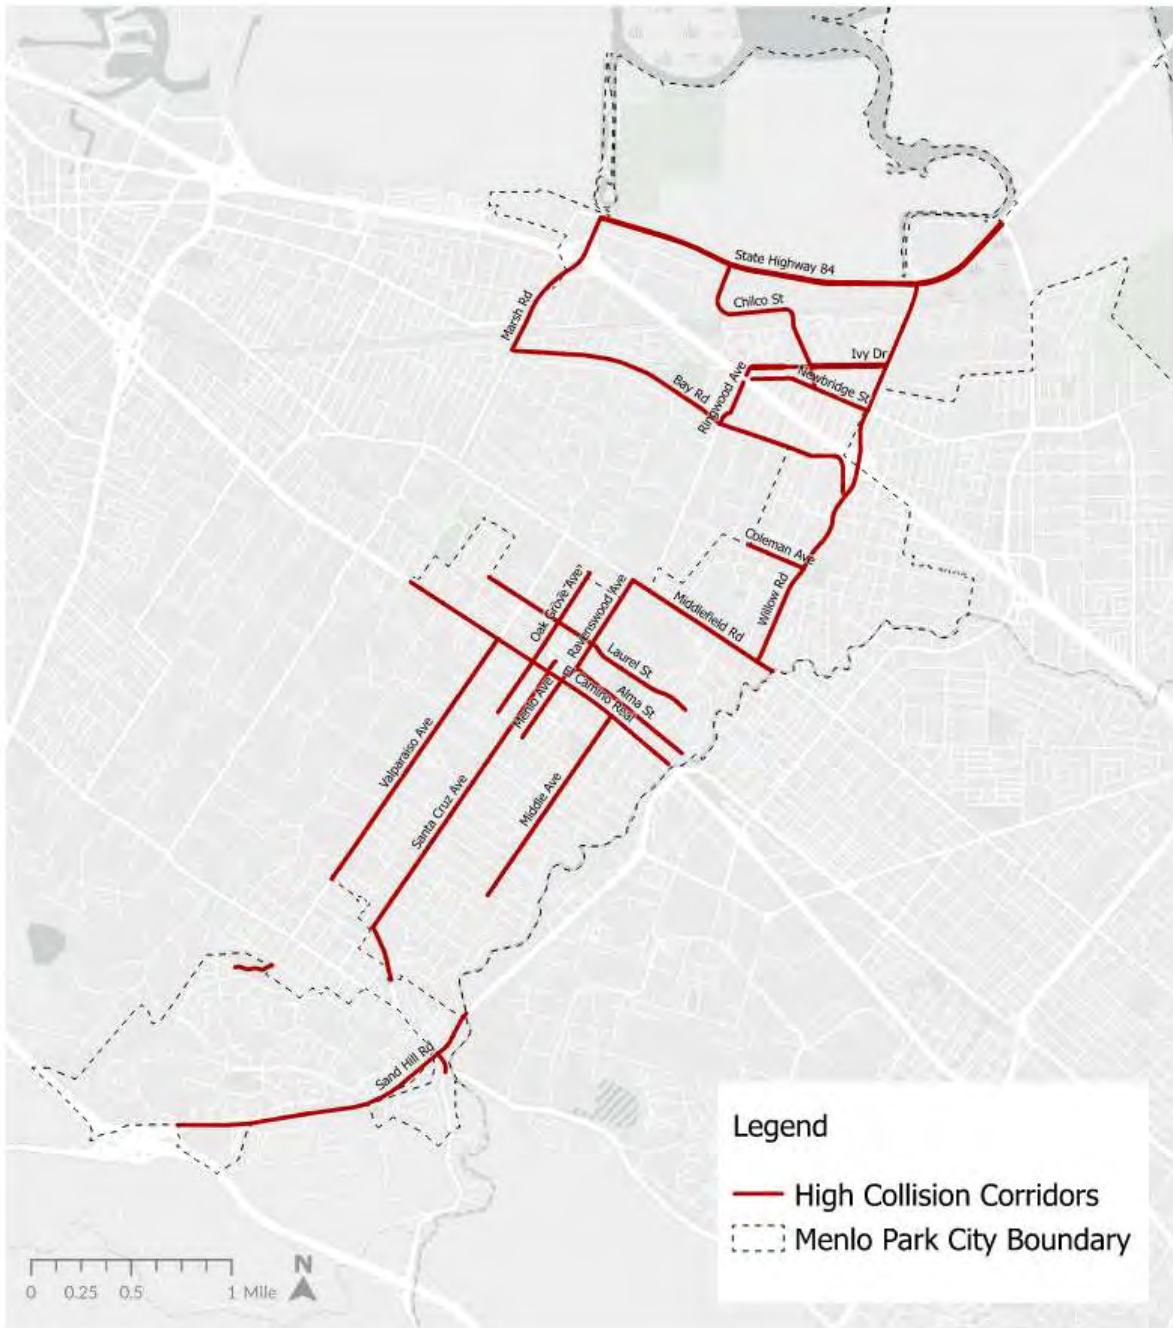 State Highway 84
Chilco St
Marsh Rd
Ivy Dr
Newbridge St
Bay Rd
Ringwood Ave
Coleman Ave
Willow Rd
Oak Grove Ave
Ravenswood Ave
Middlefield Rd
Laurel St
Alma St
Camino Real
Menlo Ave
Valparaiso Ave
Santa Cruz Ave
Middle Ave
Sand Hill Rd
Legend
High Collision Corridors
Menlo Park City Boundary
N
0 0.25 0.5 1 Mile